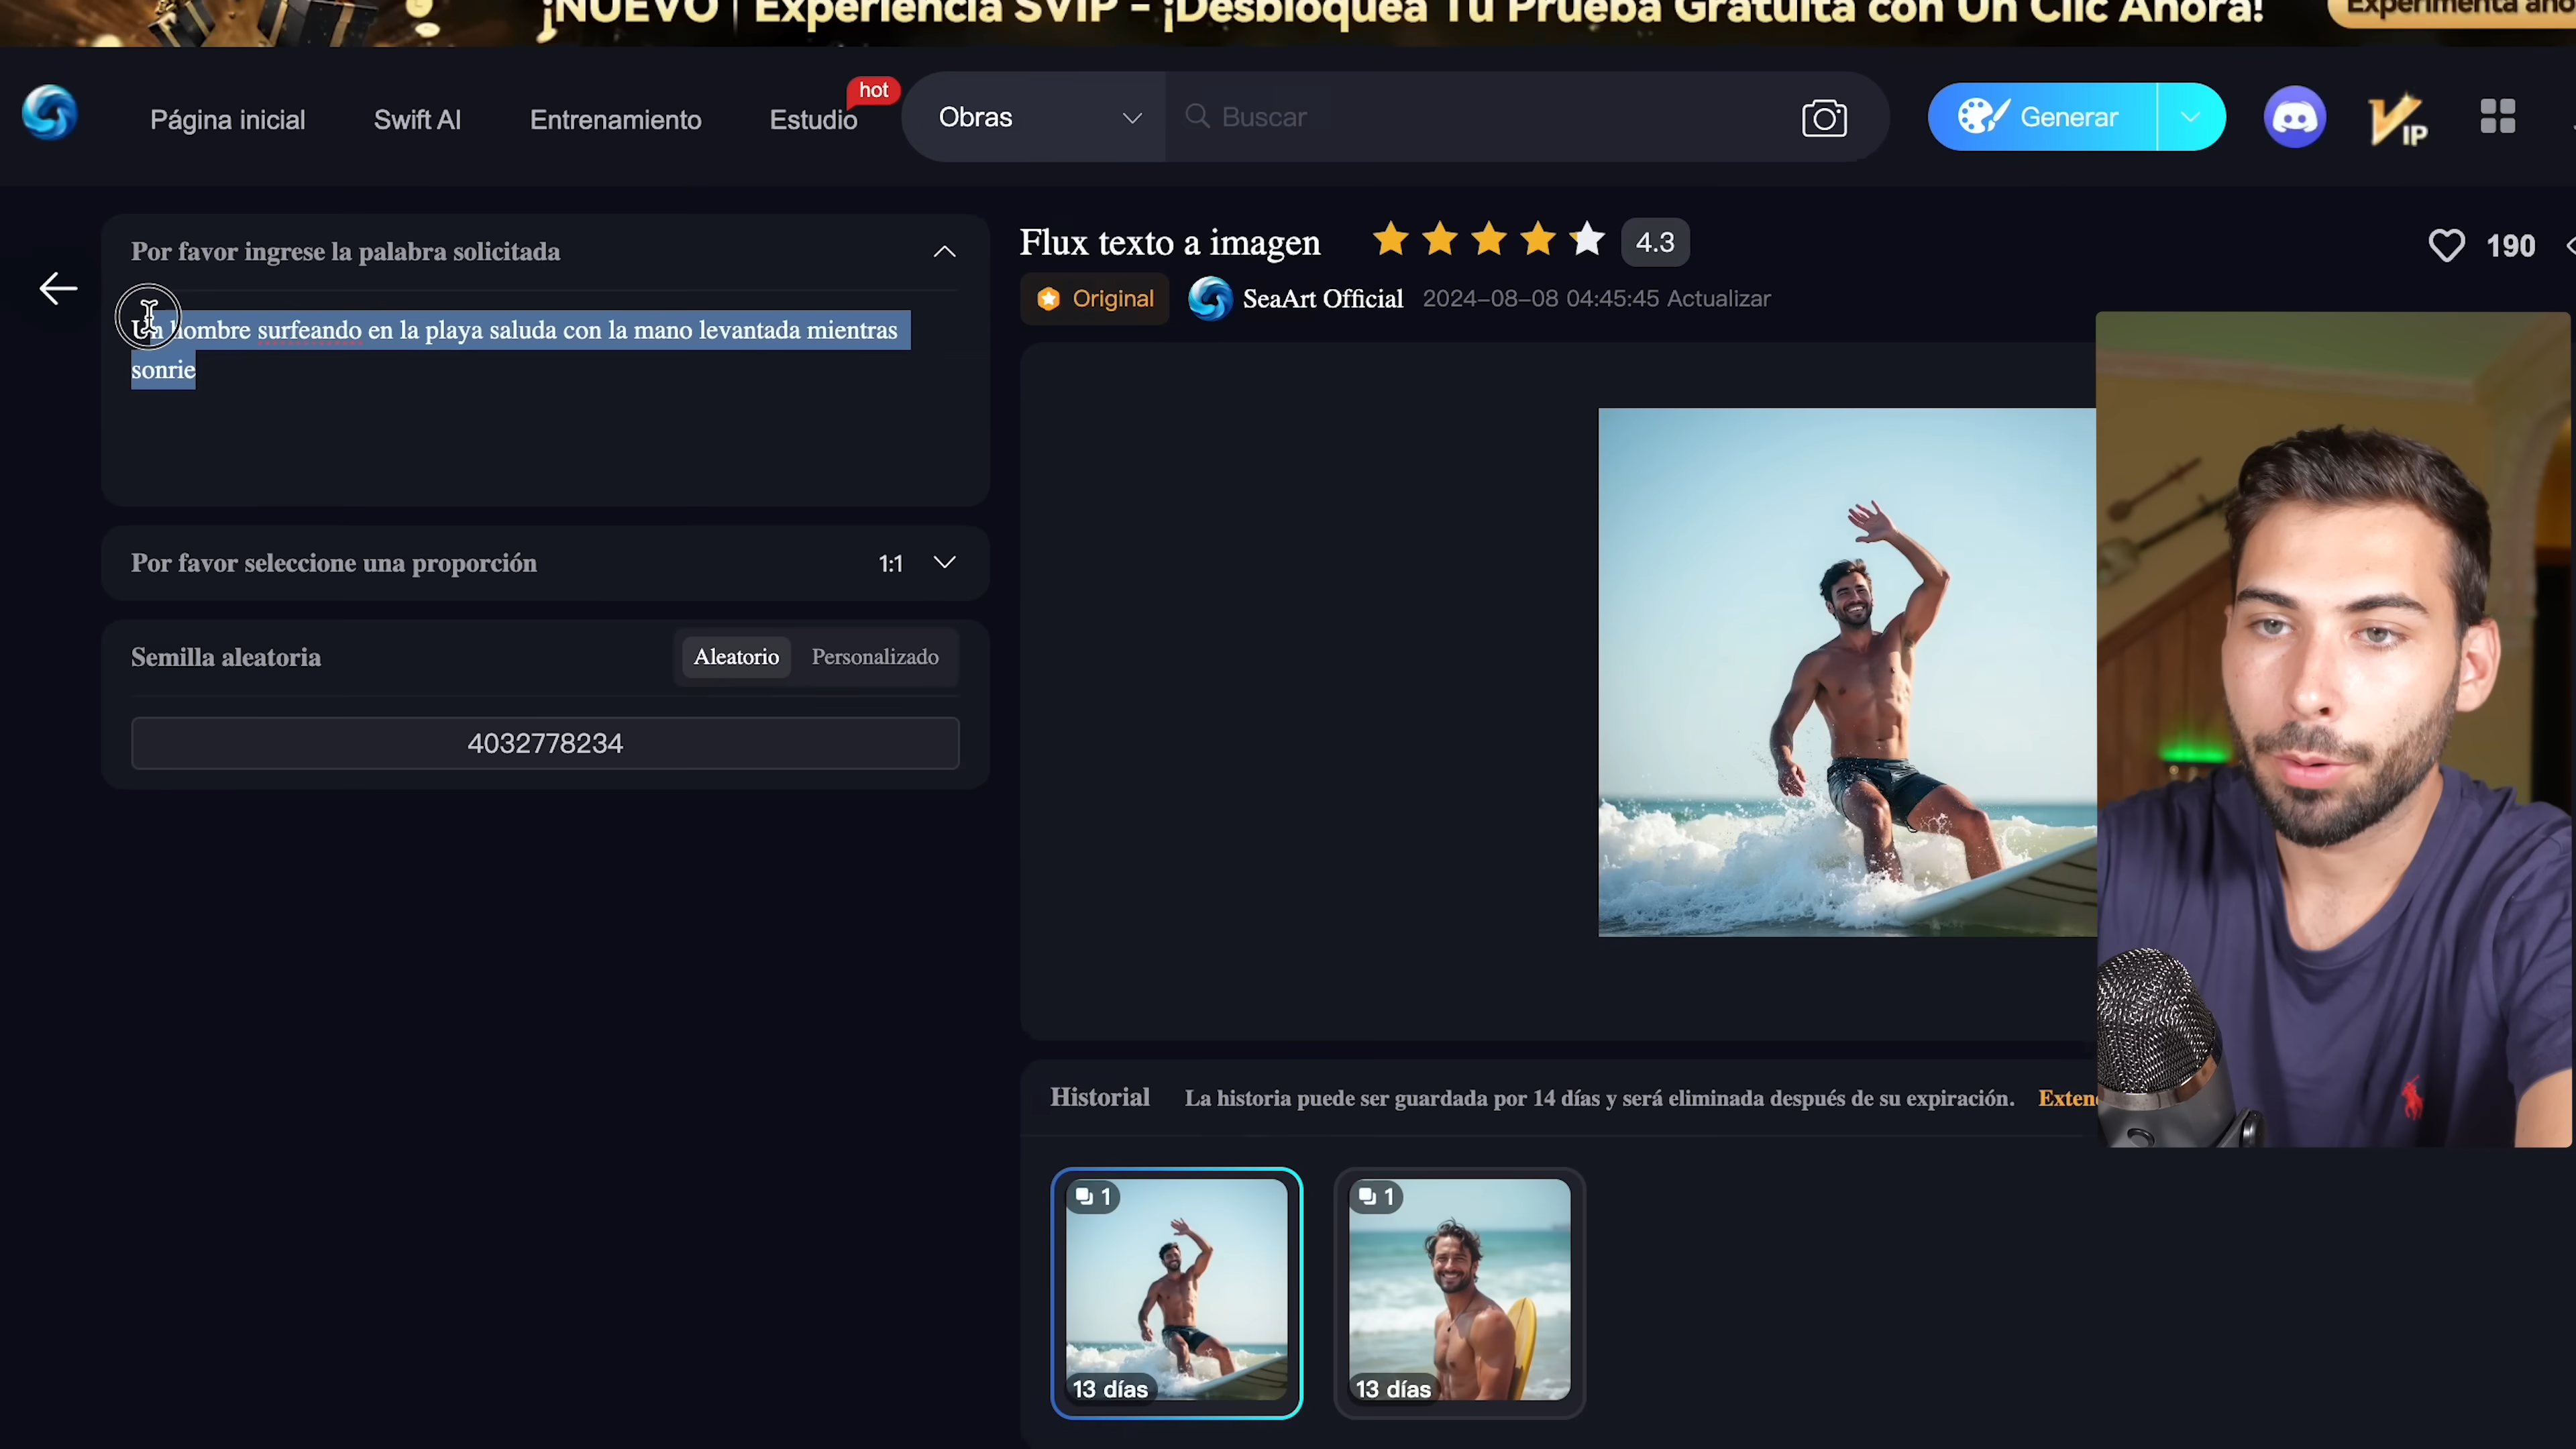 ¡NUEVO | Experiencia SVIP – ¡Desbloquea Tu Prueba Gratuita con Un Clic Ahora!
Experimenta
Página inicial
Swift AI
Entrenamiento
Estudio
hot
Obras
Buscar
Generar
VIP
Por favor ingrese la palabra solicitada
Un hombre surfeando en la playa saluda con la mano levantada mientras
sonrie
Por favor seleccione una proporción
1:1
Semilla aleatoria
Aleatorio
Personalizado
4032778234
Flux texto a imagen
4.3
190
Original
SeaArt Official
2024-08-08 04:45:45 Actualizar
Historial
La historia puede ser guardada por 14 días y será eliminada después de su expiración.
1
13 días
1
13 días